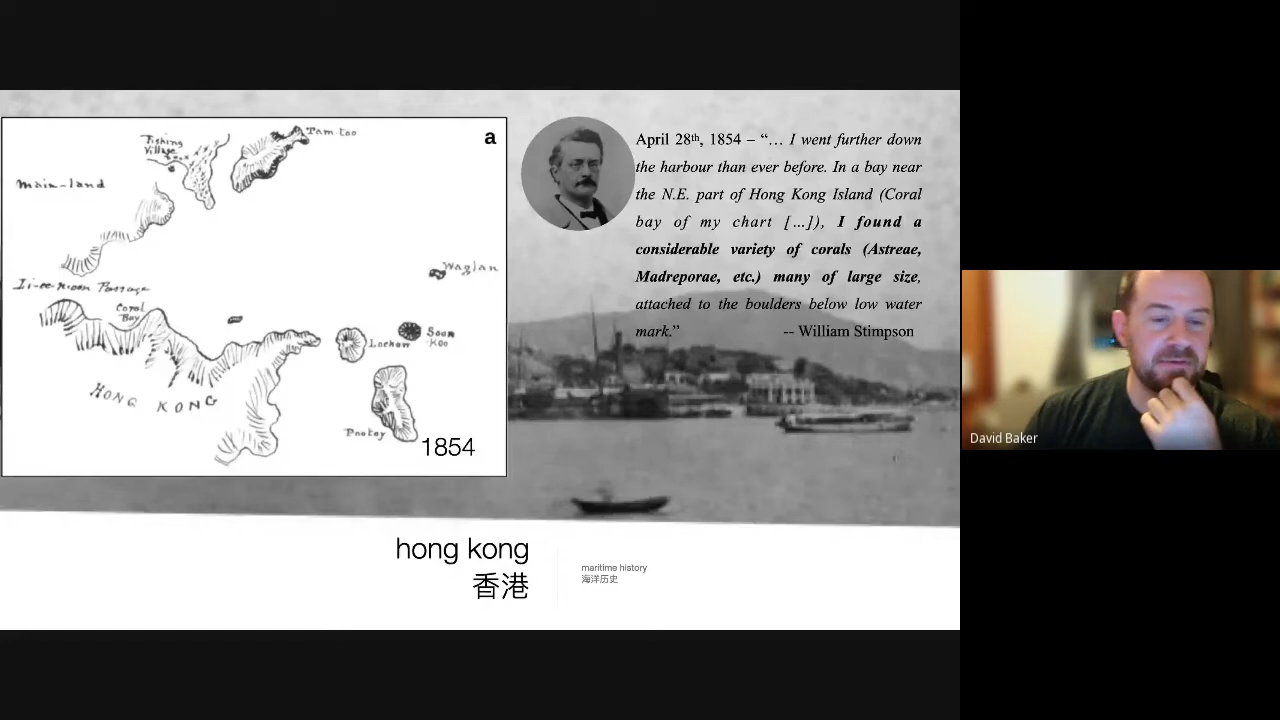 a
Tam-too
Fishing
Village
Main-land
Waglan
Li-ee-moon Passage
Coral
Bay
Soon
Koo
Lochow
HONG KONG
Pootoy
1854
April 28th, 1854 – “… I went further down
the harbour than ever before. In a bay near
the N.E. part of Hong Kong Island (Coral
bay of my chart [...]), I found a
considerable variety of corals (Astreae,
Madreporae, etc.) many of large size,
attached to the boulders below low water
mark.” -- William Stimpson
hong kong
香港
maritime history
海洋历史
David Baker